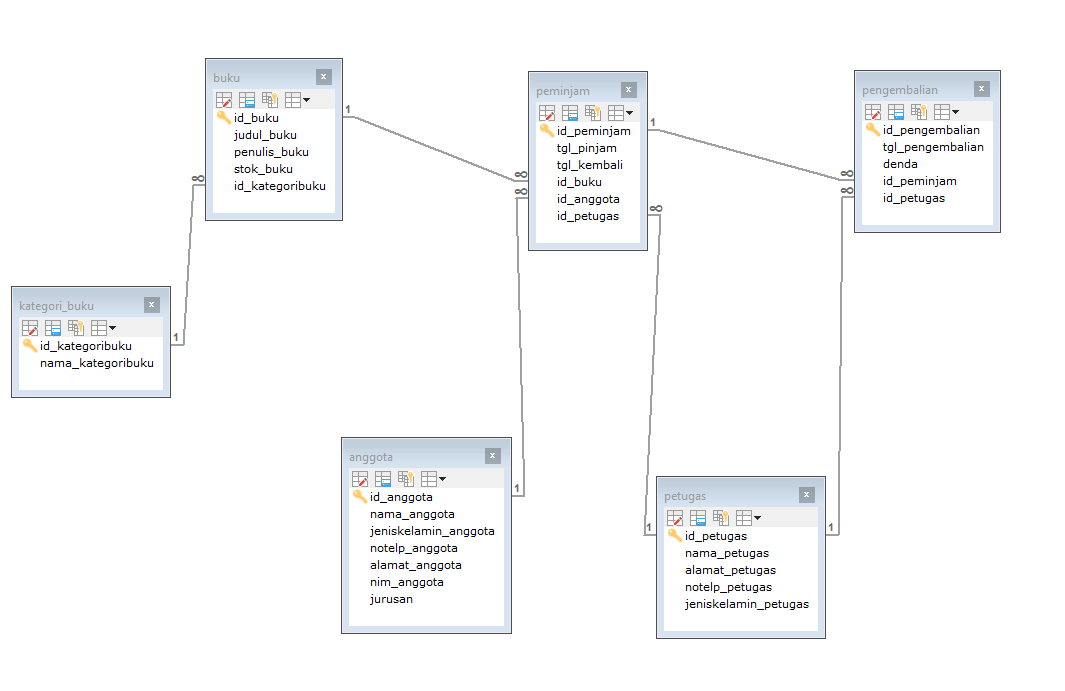 buku
id_buku
judul_buku
penulis_buku
stok_buku
id_kategoribuku
peminjam
id_peminjam
tgl_pinjam
tgl_kembali
id_buku
id_anggota
id_petugas
pengembalian
id_pengembalian
tgl_pengembalian
denda
id_peminjam
id_petugas
kategori_buku
id_kategoribuku
nama_kategoribuku
anggota
id_anggota
nama_anggota
jeniskelamin_anggota
notelp_anggota
alamat_anggota
nim_anggota
jurusan
petugas
id_petugas
nama_petugas
alamat_petugas
notelp_petugas
jeniskelamin_petugas
1
∞
1
∞
∞
1
1
∞
∞
1
∞
1